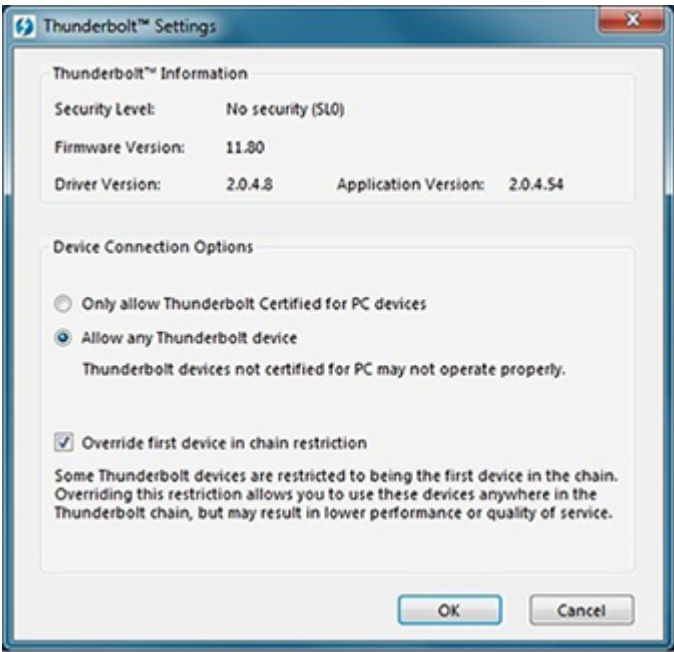 Thunderbolt™ Settings
Thunderbolt™ Information
Security Level: No security (SL0)
Firmware Version: 11.80
Driver Version: 2.0.4.8 Application Version: 2.0.4.54
Device Connection Options
Only allow Thunderbolt Certified for PC devices
Allow any Thunderbolt device
Thunderbolt devices not certified for PC may not operate properly.
Override first device in chain restriction
Some Thunderbolt devices are restricted to being the first device in the chain.
Overriding this restriction allows you to use these devices anywhere in the
Thunderbolt chain, but may result in lower performance or quality of service.
OK Cancel